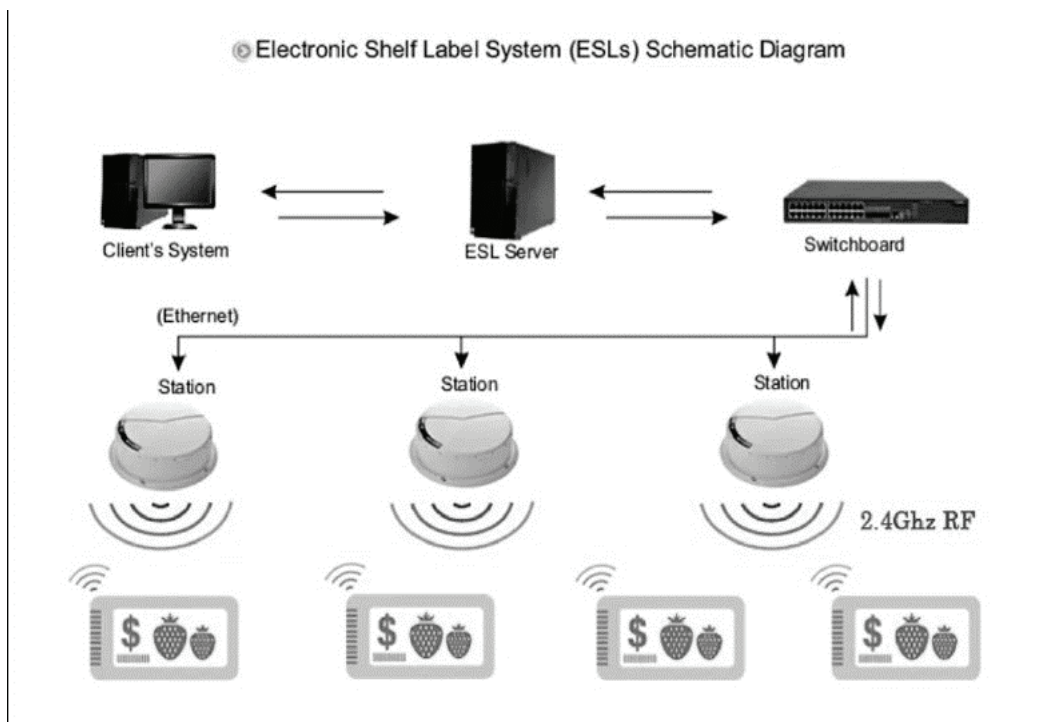 Electronic Shelf Label System (ESLs) Schematic Diagram
Client's System
ESL Server
Switchboard
(Ethernet)
Station
Station
Station
2.4Ghz RF
$
$
$
$